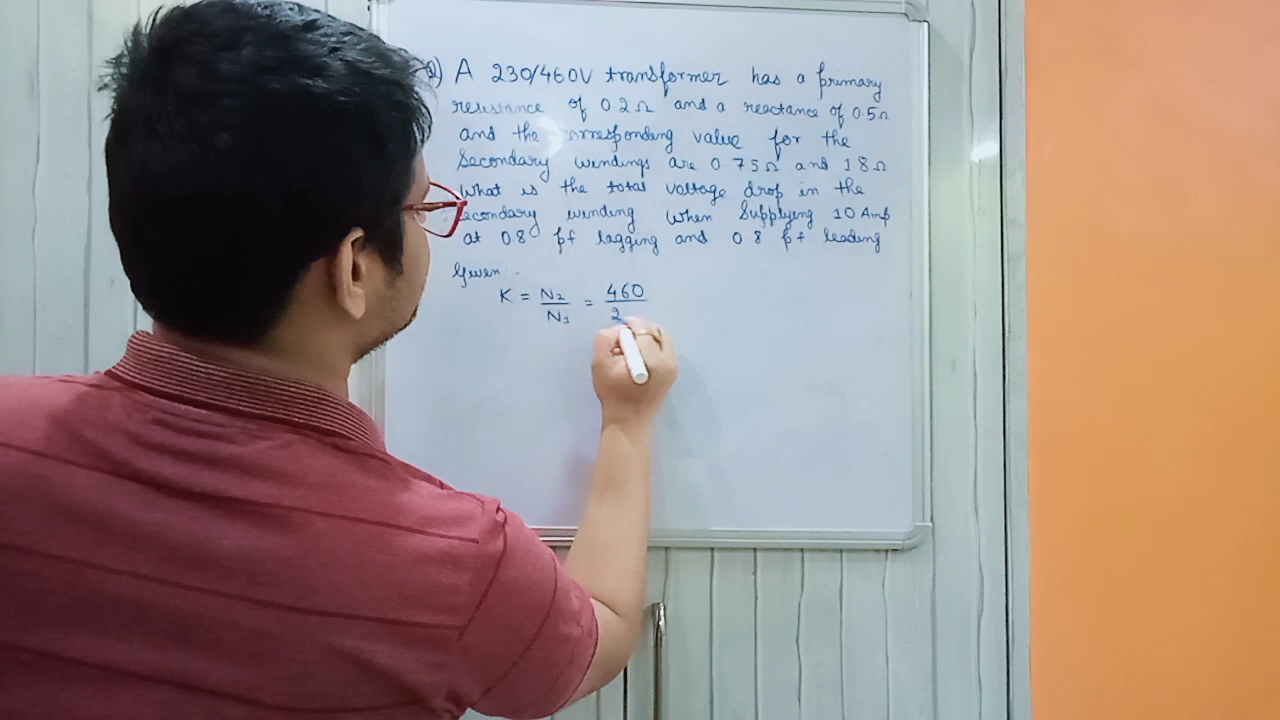 ) A 230/460V transformer has a primary
resistance of 0.2Ω and a reactance of 0.5Ω
and the corresponding value for the
Secondary windings are 0.75Ω and 1.8Ω
What is the total voltage drop in the
Secondary winding when Supplying 10 Amp
at 0.8 pf lagging and 0.8 pf leading
Given :-
K = N₂/N₁ = 460/2